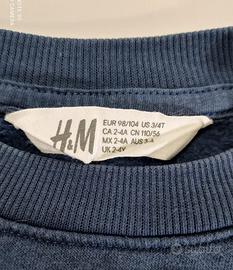 H&M
EUR 98/104 US 3/4T
CA 2-4A CN 110/56
MX 2-4A AUS 3-4
UK 2-4Y